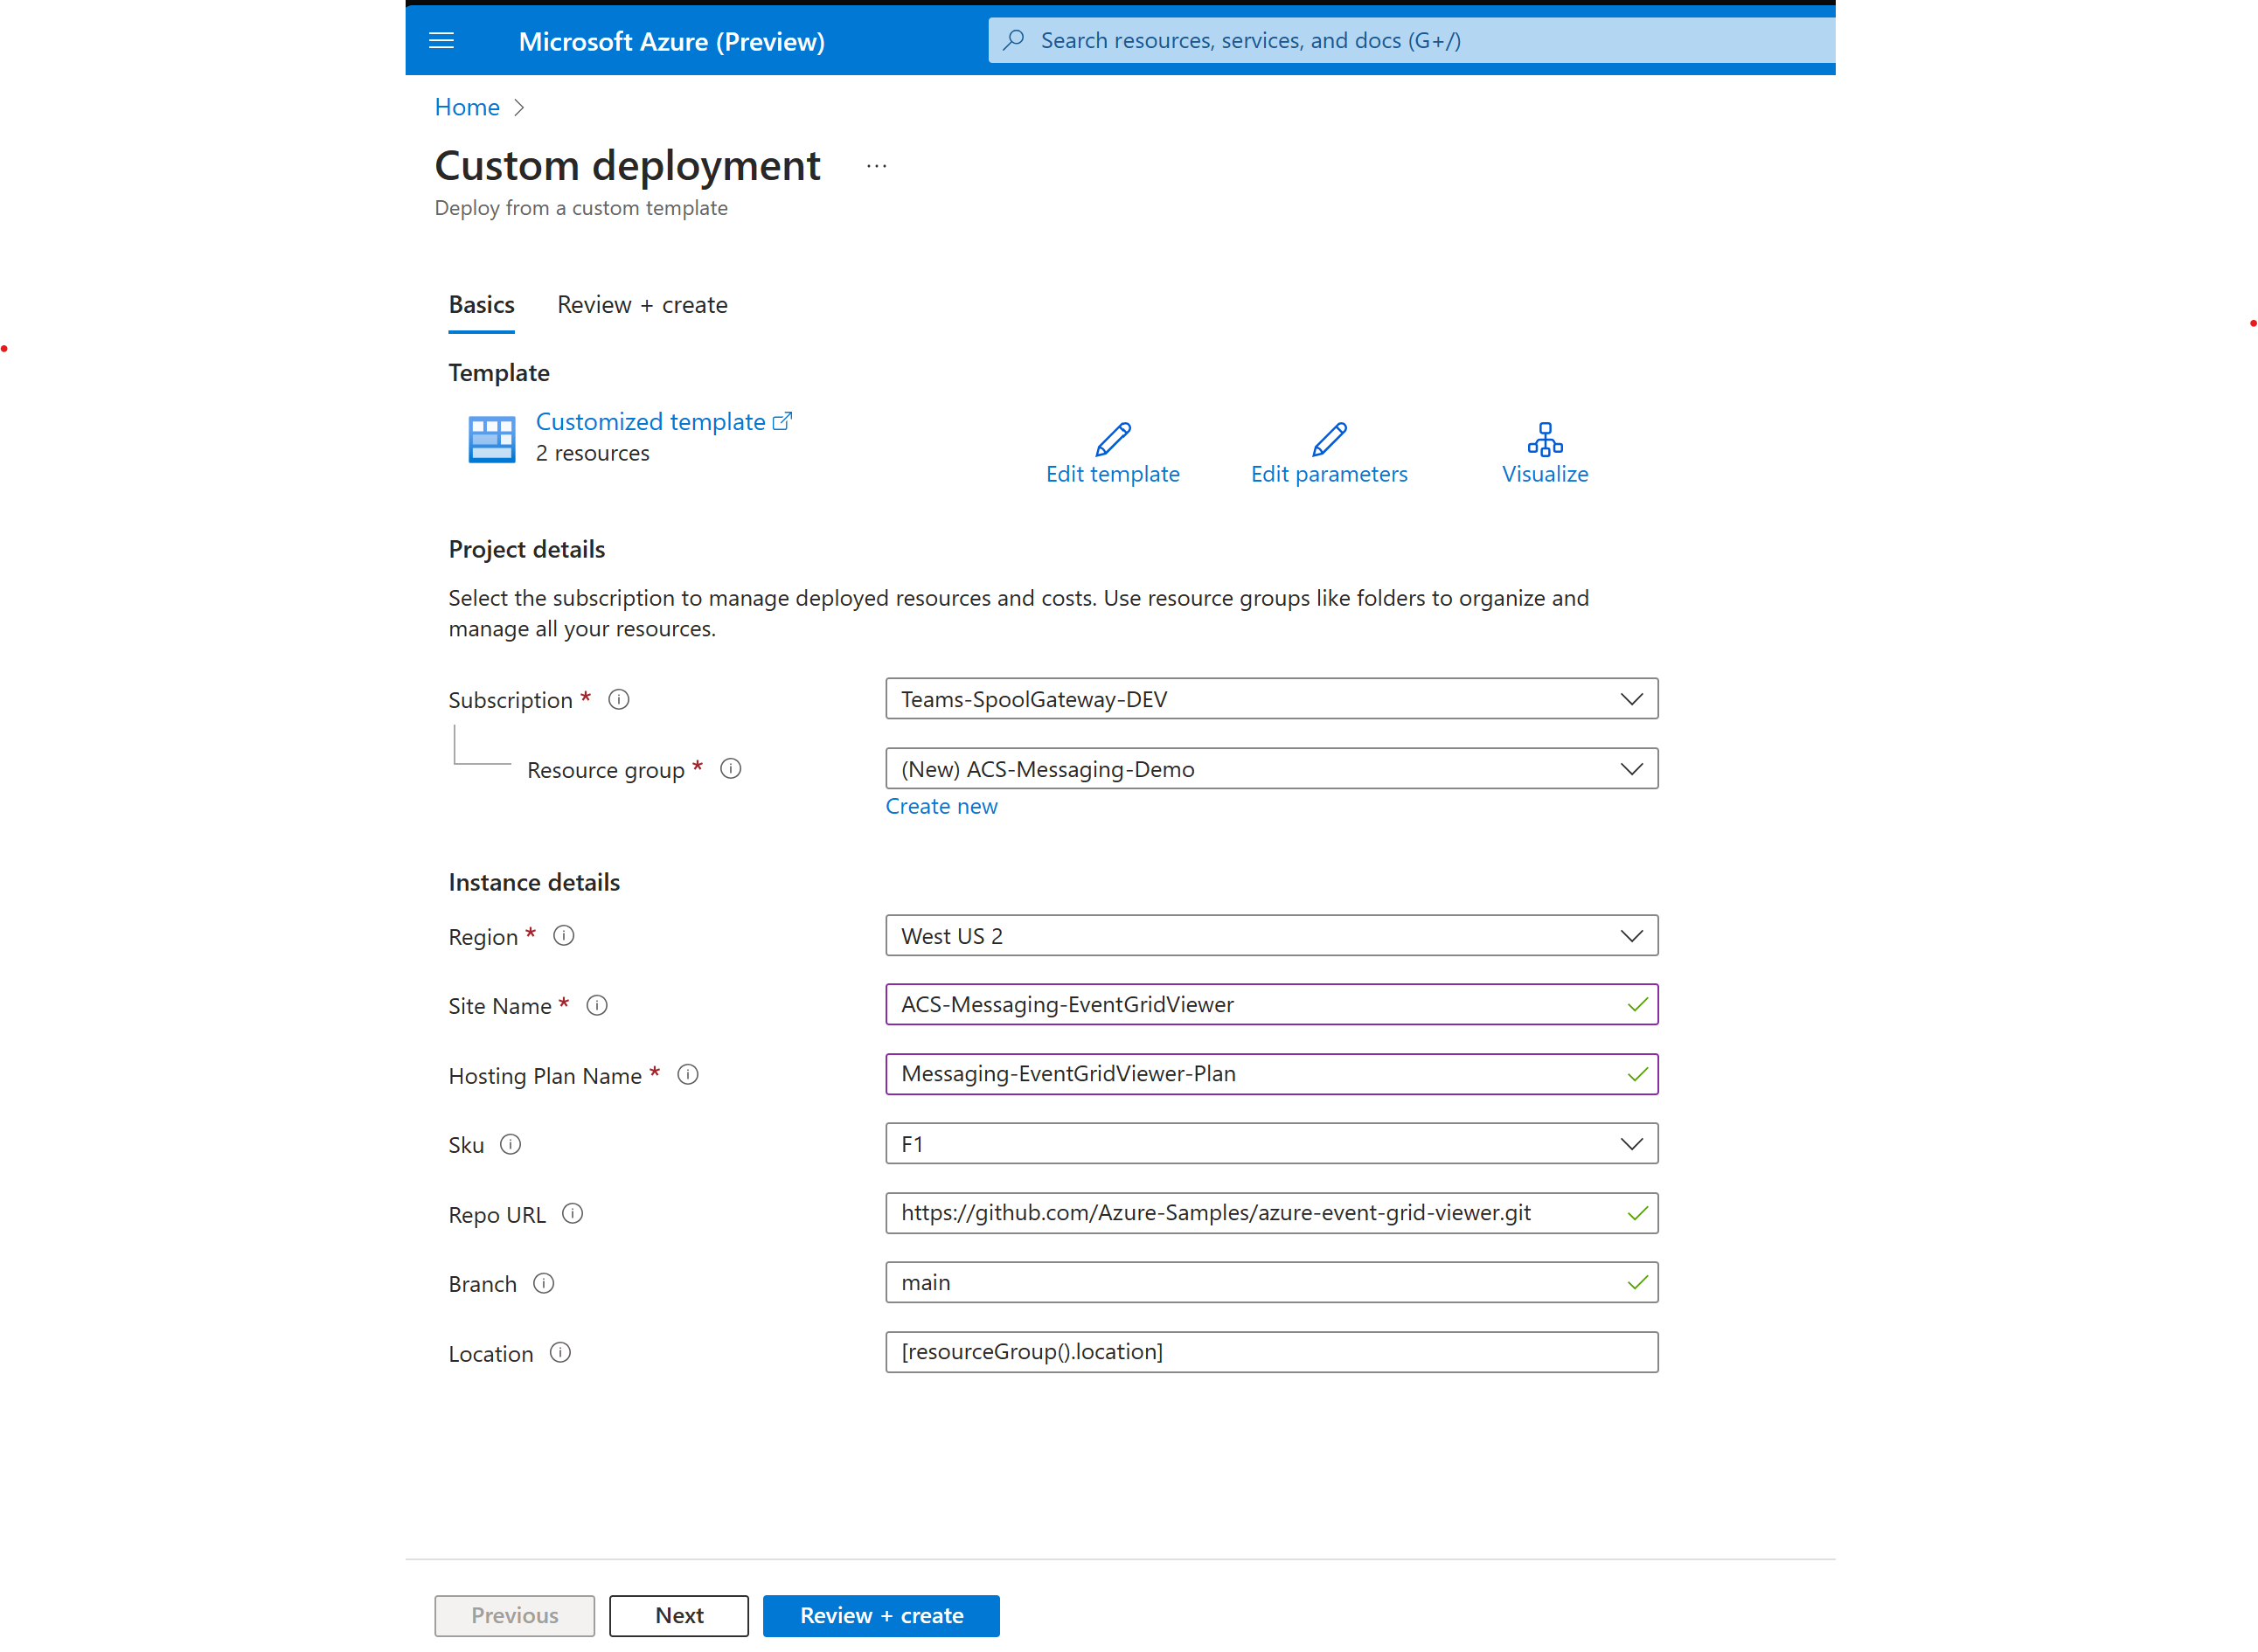 Microsoft Azure (Preview)
Search resources, services, and docs (G+/)
Home
Custom deployment ...
Deploy from a custom template
Basics Review + create
Template
Customized template
2 resources
Edit template Edit parameters Visualize
Project details
Select the subscription to manage deployed resources and costs. Use resource groups like folders to organize and
manage all your resources.
Subscription * Teams-SpoolGateway-DEV
Resource group * (New) ACS-Messaging-Demo
Create new
Instance details
Region * West US 2
Site Name * ACS-Messaging-EventGridViewer
Hosting Plan Name * Messaging-EventGridViewer-Plan
Sku F1
Repo URL https://github.com/Azure-Samples/azure-event-grid-viewer.git
Branch main
Location [resourceGroup().location]
Previous Next Review + create